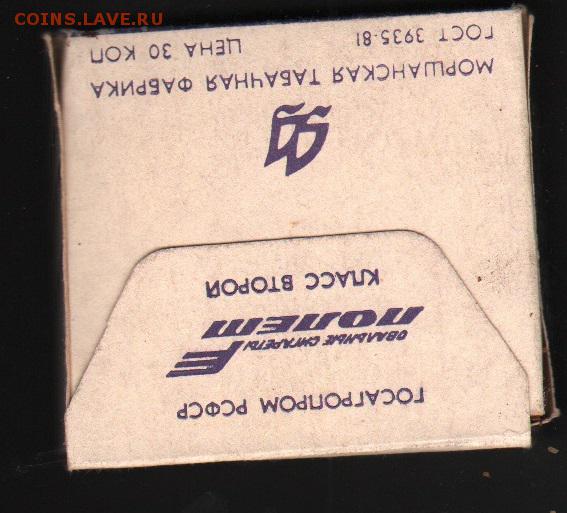 COINS.LAVE.RU
ГОСАГРОПРОМ РСФСР
ОВАЛЬНЫЕ СИГАРЕТЫ
ПОЛЕТ
КЛАСС ВТОРОЙ
МОРШАНСКАЯ ТАБАЧНАЯ ФАБРИКА
ГОСТ 3935-81 ЦЕНА 30 КОП